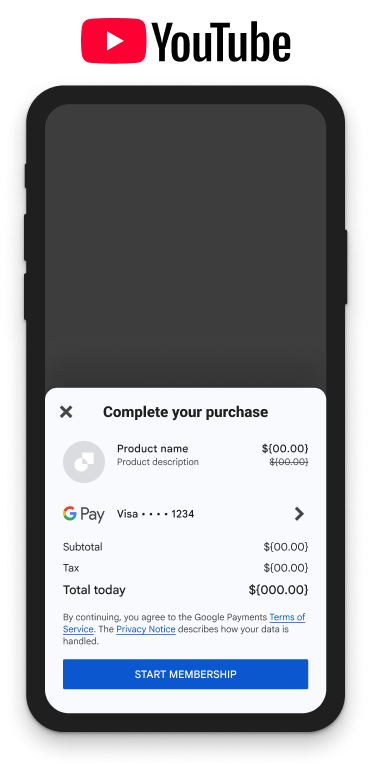 YouTube
Complete your purchase
Product name ${00.00}
Product description ${00.00}
G Pay Visa • • • • 1234
Subtotal ${00.00}
Tax ${00.00}
Total today ${000.00}
By continuing, you agree to the Google Payments Terms of
Service. The Privacy Notice describes how your data is
handled.
START MEMBERSHIP